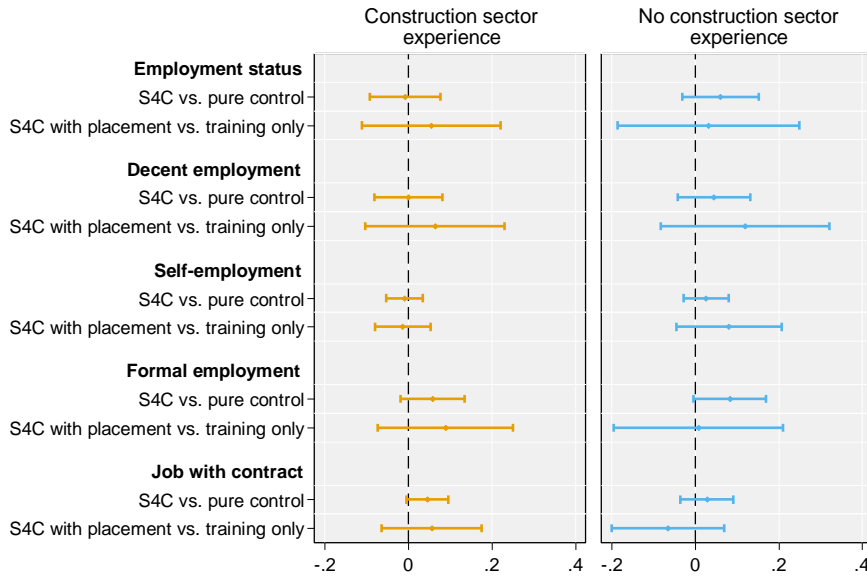 Construction sector
experience
No construction sector
experience
Employment status
S4C vs. pure control
S4C with placement vs. training only
Decent employment
S4C vs. pure control
S4C with placement vs. training only
Self-employment
S4C vs. pure control
S4C with placement vs. training only
Formal employment
S4C vs. pure control
S4C with placement vs. training only
Job with contract
S4C vs. pure control
S4C with placement vs. training only
-.2 0 .2 .4
-.2 0 .2 .4